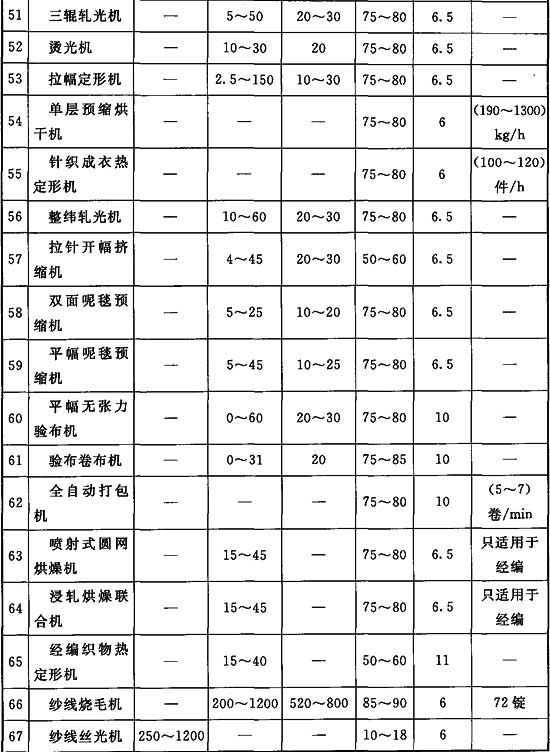 51 三辊轧光机 — 5～50 20～30 75～80 6.5 —
52 烫光机 — 10～30 20 75～80 6.5 —
53 拉幅定形机 — 2.5～150 10～30 75～80 6.5 —
54 单层预缩烘干机 — — — 75～80 6 (190～1300) kg/h
55 针织成衣热定形机 — — — 75～80 6 (100～120) 件/h
56 整纬轧光机 — 10～60 20～30 75～80 6.5 —
57 拉针开幅挤缩机 — 4～45 20～30 50～60 6.5 —
58 双面呢毯预缩机 — 5～25 10～20 75～80 6.5 —
59 平幅呢毯预缩机 — 5～45 10～25 75～80 6.5 —
60 平幅无张力验布机 — 0～60 20～30 75～80 10 —
61 验布卷布机 — 0～31 20 75～85 10 —
62 全自动打包机 — — — 75～80 10 (5～7) 卷/min
63 喷射式圆网烘燥机 — 15～45 — 75～80 6.5 只适用于经编
64 浸轧烘燥联合机 — 15～45 — 75～80 6.5 只适用于经编
65 经编织物热定形机 — 15～40 — 50～60 11 —
66 纱线烧毛机 — 200～1200 520～800 85～90 6 72锭
67 纱线丝光机 250～1200 — — 10～18 6 —